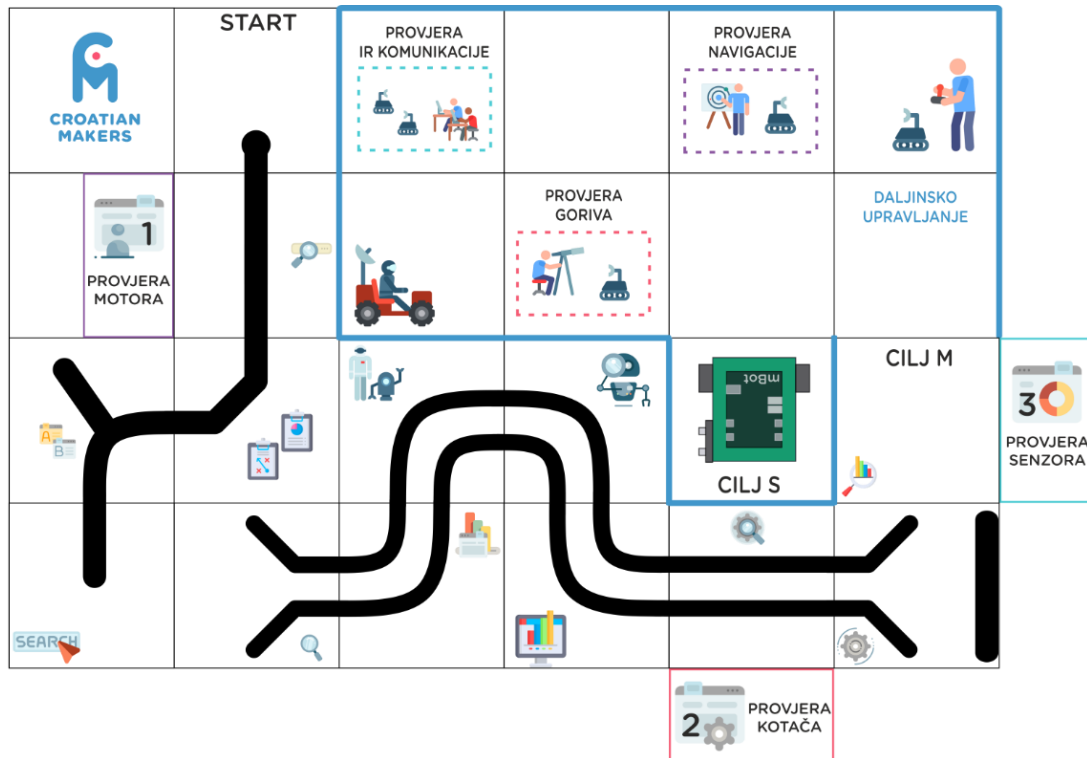 START
PROVJERA
IR KOMUNIKACIJE
PROVJERA
NAVIGACIJE
CROATIAN
MAKERS
1
PROVJERA
MOTORA
PROVJERA
GORIVA
DALJINSKO
UPRAVLJANJE
mBot
CILJ S
CILJ M
3
PROVJERA
SENZORA
A
B
SEARCH
2
PROVJERA
KOTAČA